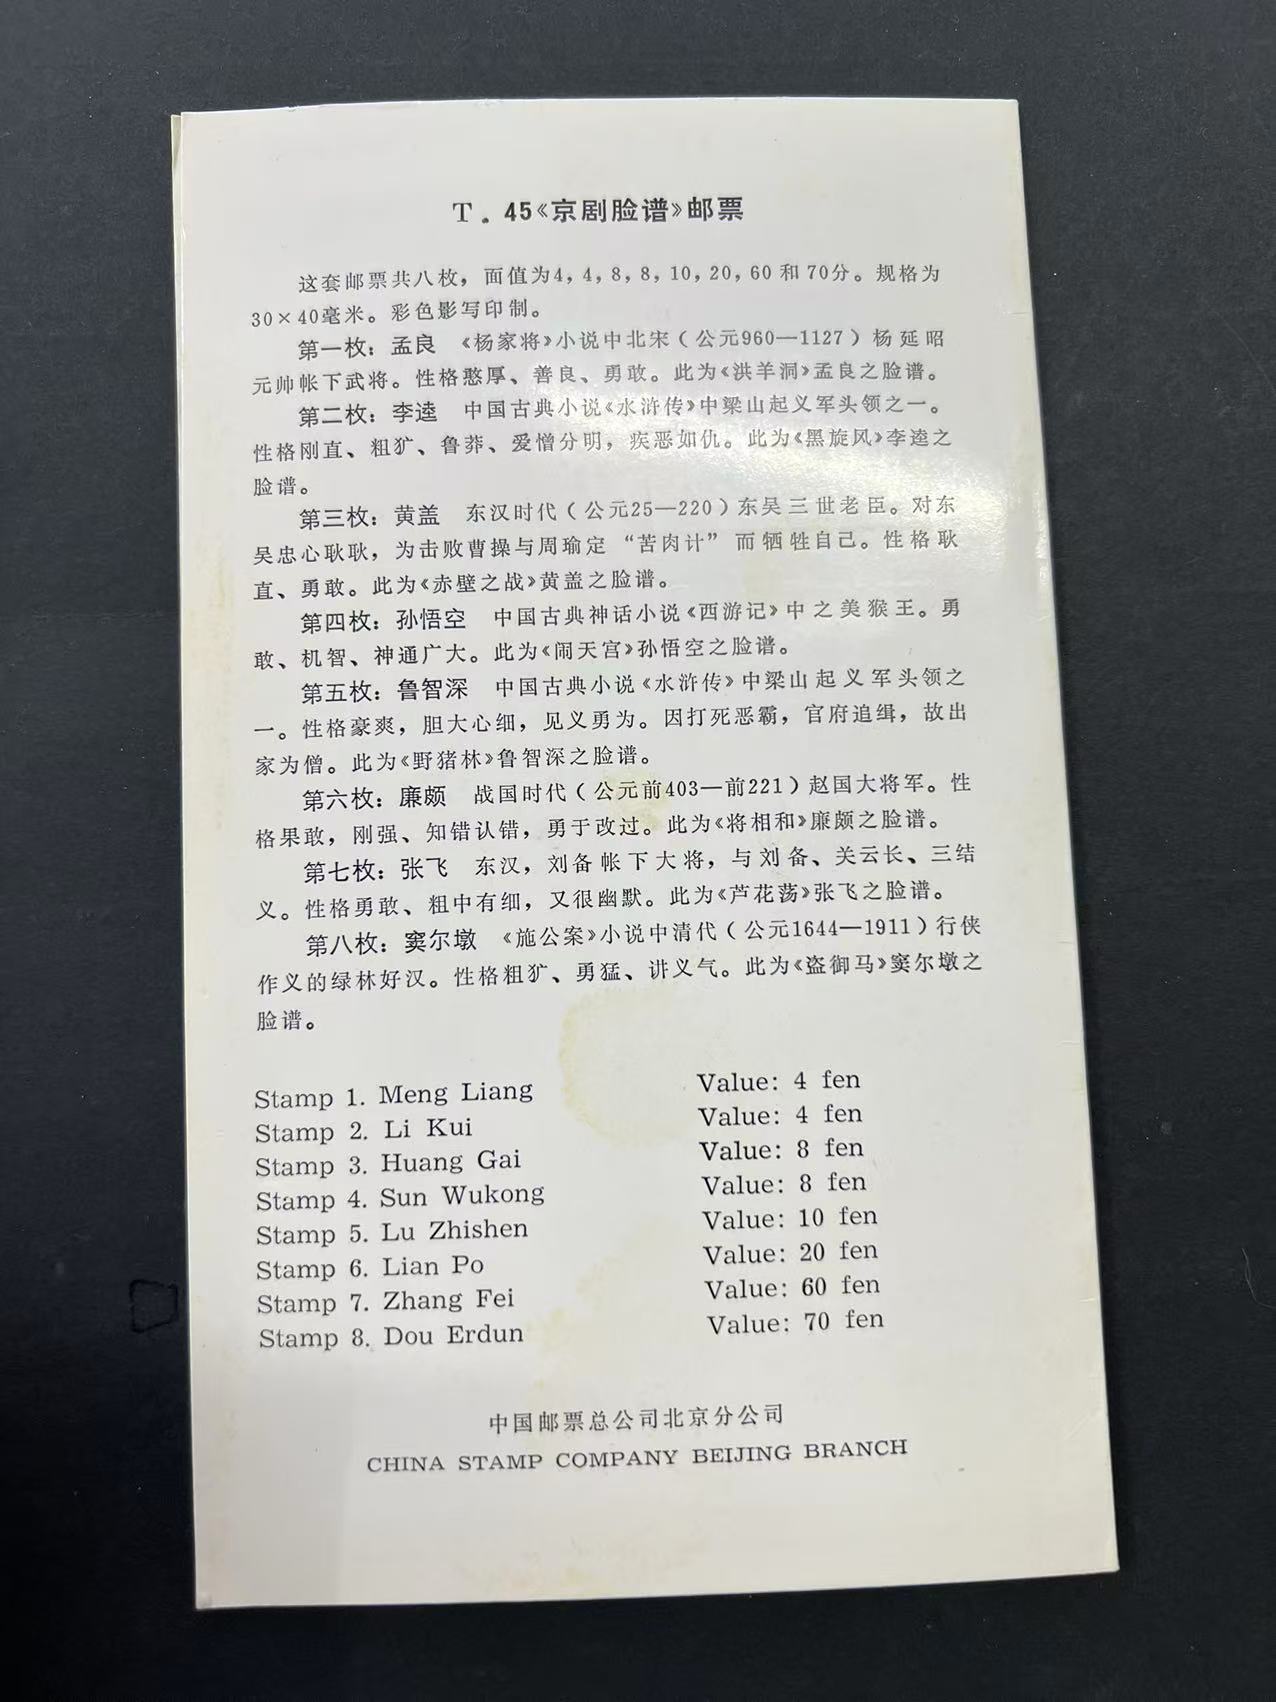 T．45《京剧脸谱》邮票
这套邮票共八枚，面值为4，4，8，8，10，20，60和70分。规格为
30×40毫米。彩色影写印制。
第一枚：孟良　《杨家将》小说中北宋（公元960—1127）杨延昭
元帅帐下武将。性格憨厚、善良、勇敢。此为《洪羊洞》孟良之脸谱。
第二枚：李逵　中国古典小说《水浒传》中梁山起义军头领之一。
性格刚直、粗犷、鲁莽、爱憎分明，疾恶如仇。此为《黑旋风》李逵之
脸谱。
第三枚：黄盖　东汉时代（公元25—220）东吴三世老臣。对东
吴忠心耿耿，为击败曹操与周瑜定“苦肉计”而牺牲自己。性格耿
直、勇敢。此为《赤壁之战》黄盖之脸谱。
第四枚：孙悟空　中国古典神话小说《西游记》中之美猴王。勇
敢、机智、神通广大。此为《闹天宫》孙悟空之脸谱。
第五枚：鲁智深　中国古典小说《水浒传》中梁山起义军头领之
一。性格豪爽，胆大心细，见义勇为。因打死恶霸，官府追缉，故出
家为僧。此为《野猪林》鲁智深之脸谱。
第六枚：廉颇　战国时代（公元前403—前221）赵国大将军。性
格果敢，刚强、知错认错，勇于改过。此为《将相和》廉颇之脸谱。
第七枚：张飞　东汉，刘备帐下大将，与刘备、关云长、三结
义。性格勇敢、粗中有细，又很幽默。此为《芦花荡》张飞之脸谱。
第八枚：窦尔墩　《施公案》小说中清代（公元1644—1911）行侠
作义的绿林好汉。性格粗犷、勇猛、讲义气。此为《盗御马》窦尔墩之
脸谱。
Stamp 1. Meng Liang　Value: 4 fen
Stamp 2. Li Kui　Value: 4 fen
Stamp 3. Huang Gai　Value: 8 fen
Stamp 4. Sun Wukong　Value: 8 fen
Stamp 5. Lu Zhishen　Value: 10 fen
Stamp 6. Lian Po　Value: 20 fen
Stamp 7. Zhang Fei　Value: 60 fen
Stamp 8. Dou Erdun　Value: 70 fen
中国邮票总公司北京分公司
CHINA STAMP COMPANY BEIJING BRANCH